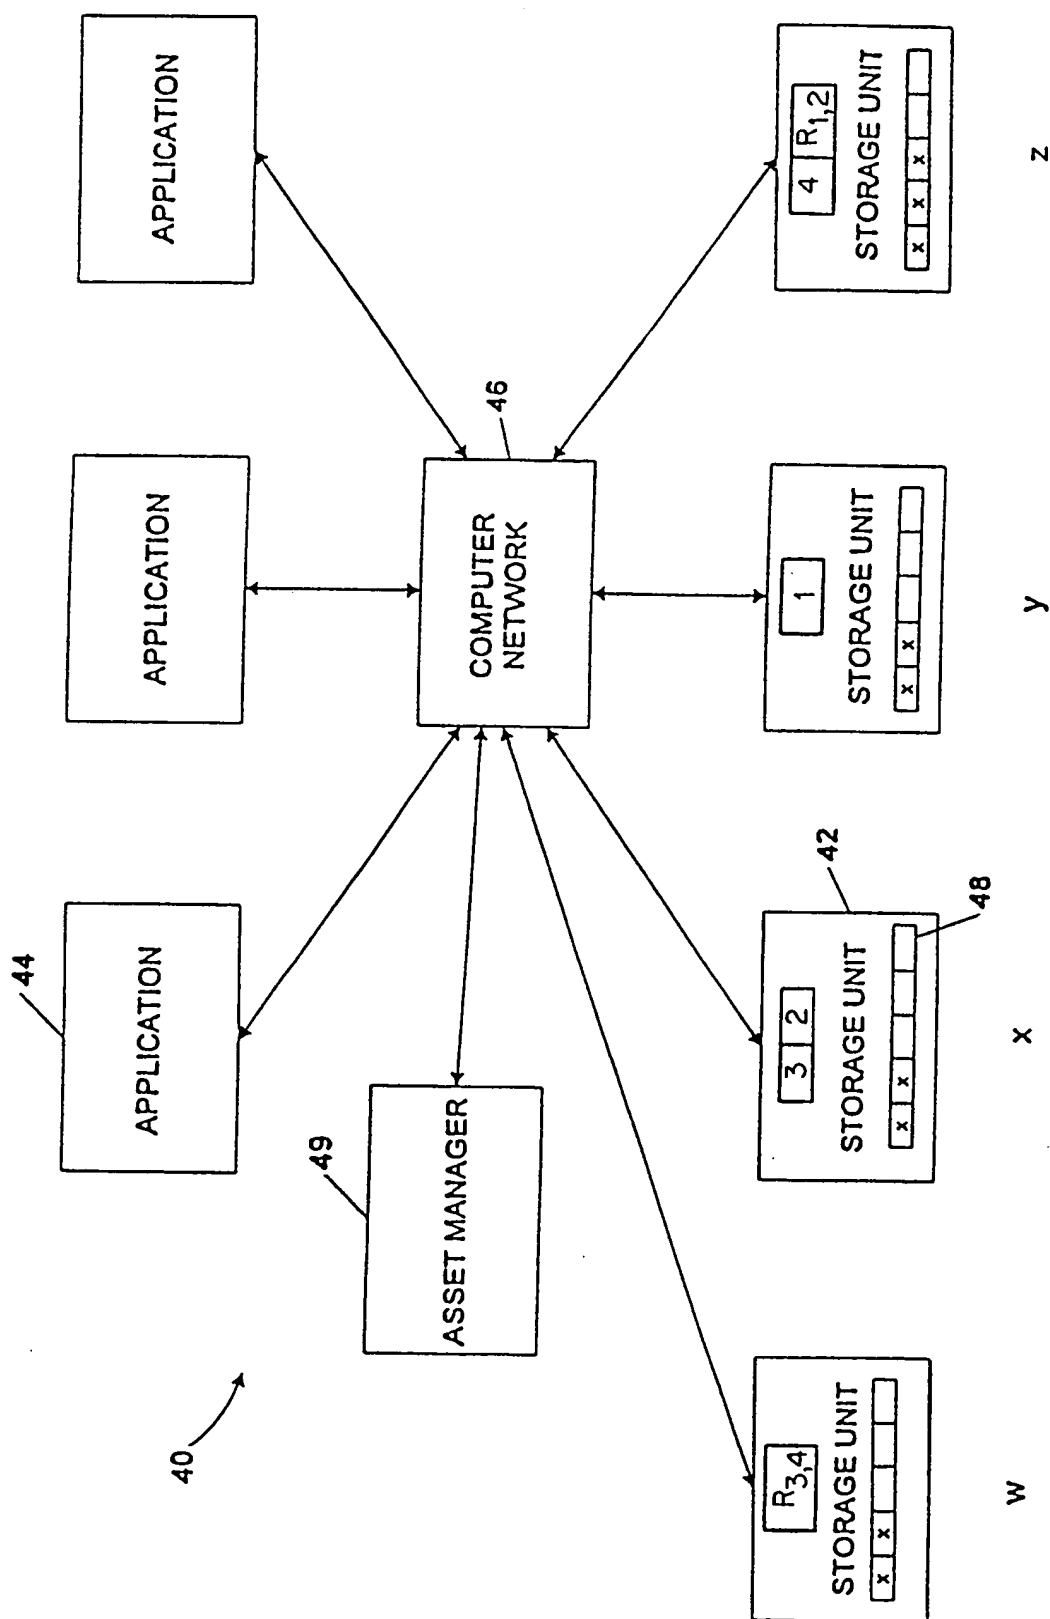 40
44
APPLICATION
APPLICATION
APPLICATION
49
ASSET MANAGER
COMPUTER
NETWORK
46
R3,4
STORAGE UNIT
x x
w
42
3 2
STORAGE UNIT
x x
48
x
1
STORAGE UNIT
x x
y
4 R1,2
STORAGE UNIT
x x x
z